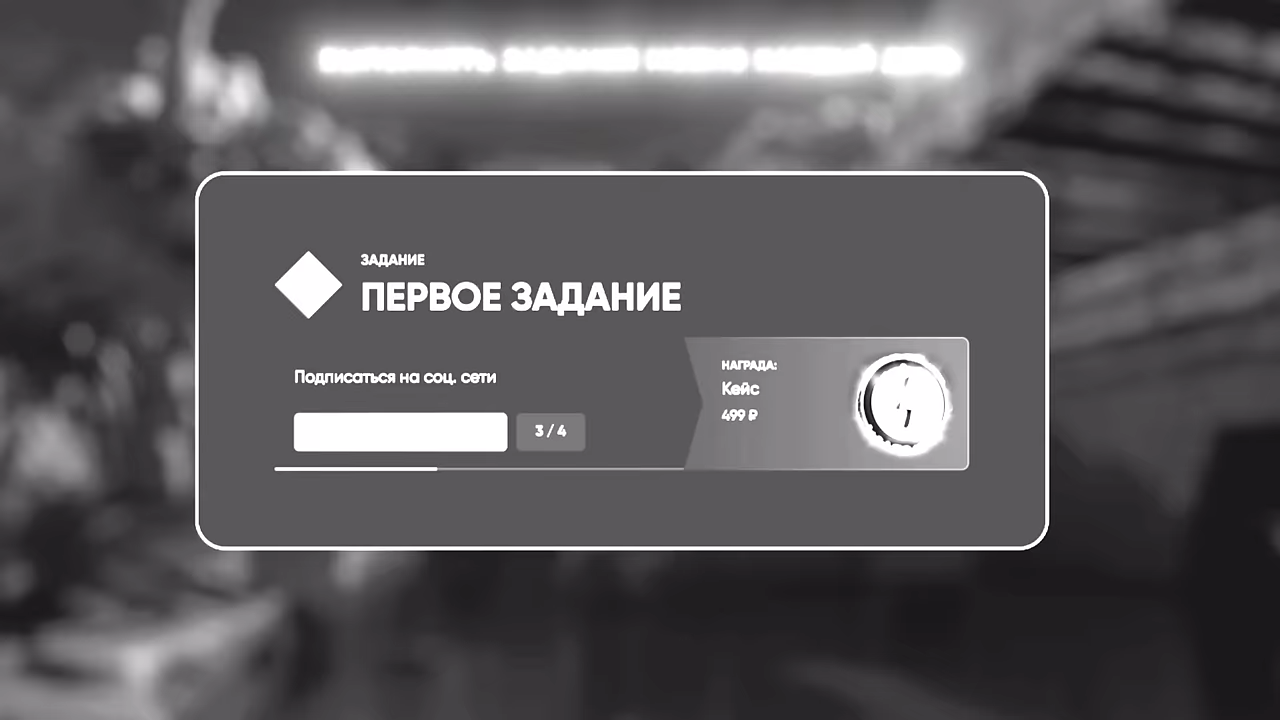 ЗАДАНИЕ
ПЕРВОЕ ЗАДАНИЕ
Подписаться на соц. сети
3 / 4
НАГРАДА:
Кейс
499 ₽